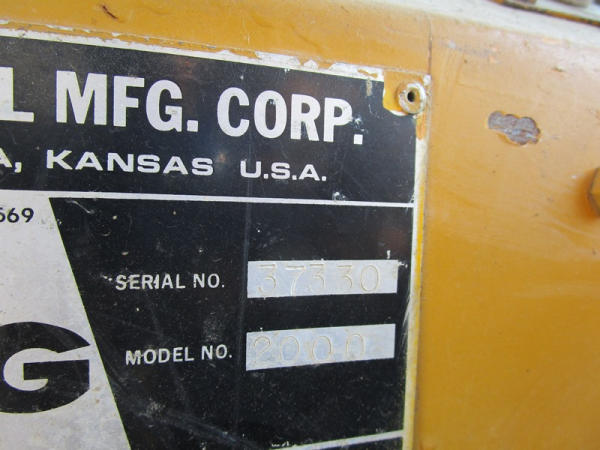 L MFG. CORP.
A, KANSAS U.S.A.
569
SERIAL NO. 37330
MODEL NO. 2000
G